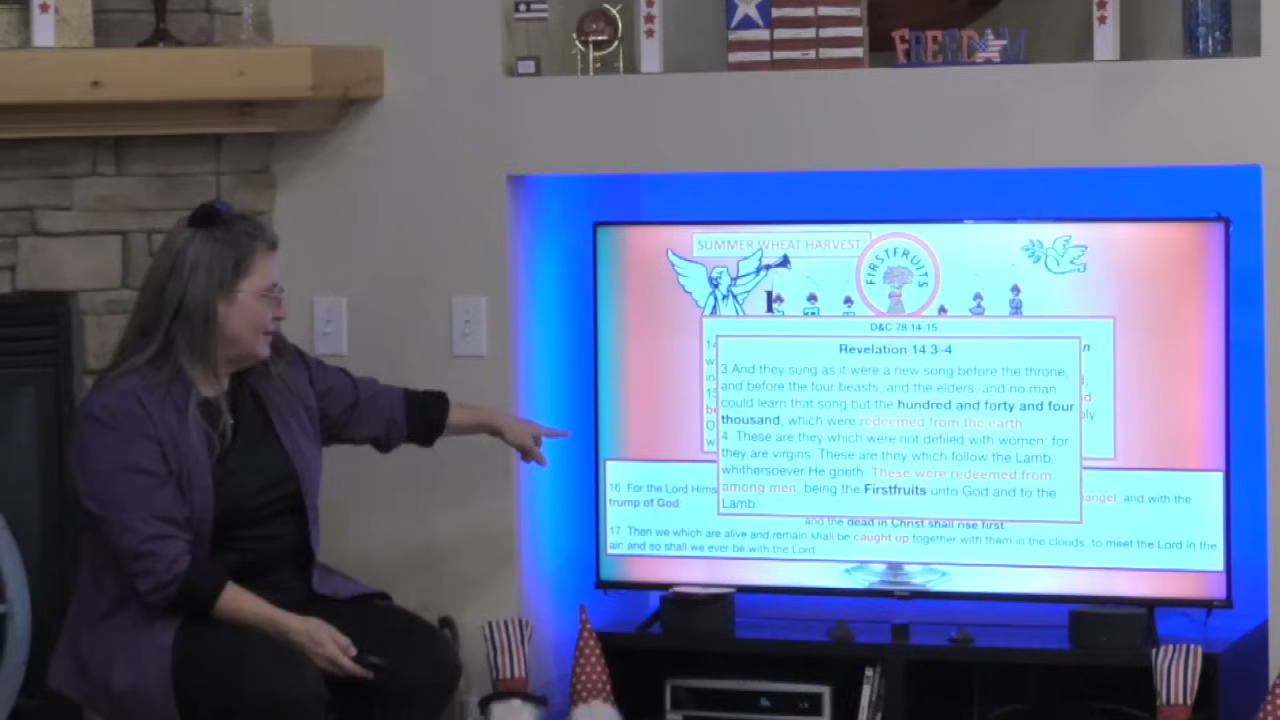 FREEDOM
SUMMER WHEAT HARVEST
FIRSTFRUITS
D&C 78 14-15
Revelation 14 3-4
3 And they sung as it were a new song before the throne,
and before the four beasts, and the elders: and no man
could learn that song but the hundred and forty and four
thousand, which were redeemed from the earth
4 These are they which were not defiled with women; for
they are virgins. These are they which follow the Lamb
whithersoever He goeth. These were redeemed from
among men, being the Firstfruits unto God and to the
Lamb.
16 For the Lord Hims
angel, and with the
trump of God.
and the dead in Christ shall rise first.
17 Then we which are alive and remain shall be caught up together with them in the clouds, to meet the Lord in the
air: and so shall we ever be with the Lord